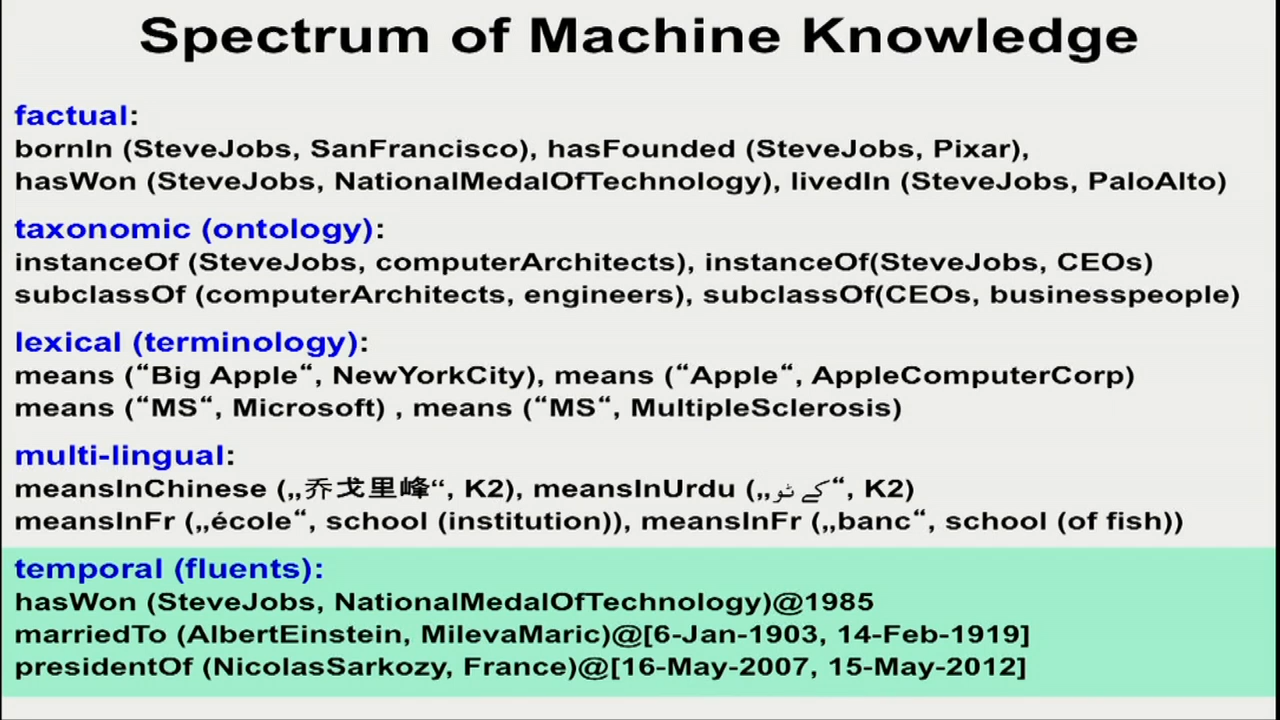 Spectrum of Machine Knowledge
factual:
bornIn (SteveJobs, SanFrancisco), hasFounded (SteveJobs, Pixar),
hasWon (SteveJobs, NationalMedalOfTechnology), livedIn (SteveJobs, PaloAlto)
taxonomic (ontology):
instanceOf (SteveJobs, computerArchitects), instanceOf(SteveJobs, CEOs)
subclassOf (computerArchitects, engineers), subclassOf(CEOs, businesspeople)
lexical (terminology):
means (“Big Apple“, NewYorkCity), means (“Apple“, AppleComputerCorp)
means (“MS“, Microsoft) , means (“MS“, MultipleSclerosis)
multi-lingual:
meansInChinese („乔戈里峰“, K2), meansInUrdu („کے ٹو“, K2)
meansInFr („école“, school (institution)), meansInFr („banc“, school (of fish))
temporal (fluents):
hasWon (SteveJobs, NationalMedalOfTechnology)@1985
marriedTo (AlbertEinstein, MilevaMaric)@[6-Jan-1903, 14-Feb-1919]
presidentOf (NicolasSarkozy, France)@[16-May-2007, 15-May-2012]